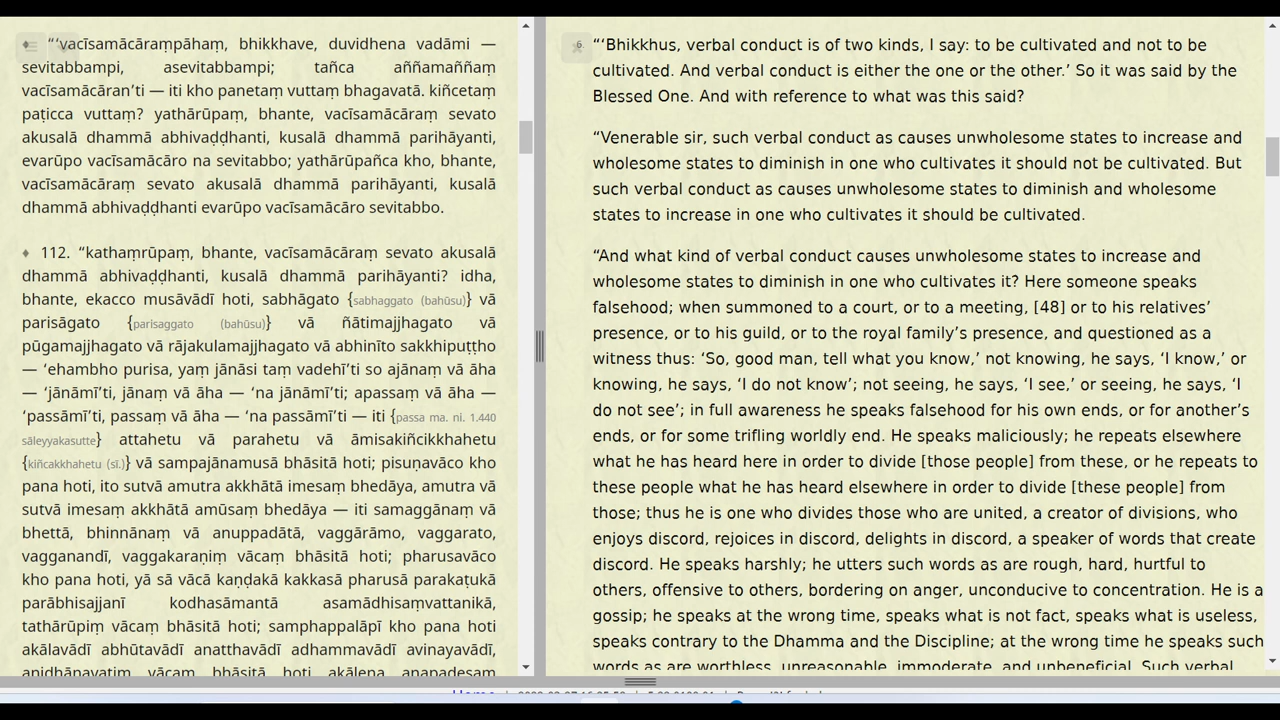 ♦ “‘vacīsamācāraṃpāhaṃ, bhikkhave, duvidhena vadāmi —
sevitabbampi, asevitabbampi; tañca aññamaññaṃ
vacīsamācāran’ti — iti kho panetaṃ vuttaṃ bhagavatā. kiñcetaṃ
paṭicca vuttaṃ? yathārūpaṃ, bhante, vacīsamācāraṃ sevato
akusalā dhammā abhivaḍḍhanti, kusalā dhammā parihāyanti,
evarūpo vacīsamācāro na sevitabbo; yathārūpañca kho, bhante,
vacīsamācāraṃ sevato akusalā dhammā parihāyanti, kusalā
dhammā abhivaḍḍhanti evarūpo vacīsamācāro sevitabbo.
♦ 112. “kathaṃrūpaṃ, bhante, vacīsamācāraṃ sevato akusalā
dhammā abhivaḍḍhanti, kusalā dhammā parihāyanti? idha,
bhante, ekacco musāvādī hoti, sabhāgato {sabhaggato (bahūsu)} vā
parisāgato {parisaggato (bahūsu)} vā ñātimajjhagato vā
pūgamajjhagato vā rājakulamajjhagato vā abhinīto sakkhipuṭṭho
— ‘ehambho purisa, yaṃ jānāsi taṃ vadehī’ti so ajānaṃ vā āha
— ‘jānāmī’ti, jānaṃ vā āha — ‘na jānāmī’ti; apassaṃ vā āha —
‘passāmī’ti, passaṃ vā āha — ‘na passāmī’ti — iti {passa ma. ni. 1.440
sāleyyakasutte} attahetu vā parahetu vā āmisakiñcikkhahetu
{kiñcakkhahetu (sī.)} vā sampajānamusā bhāsitā hoti; pisuṇavāco kho
pana hoti, ito sutvā amutra akkhātā imesaṃ bhedāya, amutra vā
sutvā imesaṃ akkhātā amūsaṃ bhedāya — iti samaggānaṃ vā
bhettā, bhinnānaṃ vā anuppadātā, vaggārāmo, vaggarato,
vagganandī, vaggakaraṇiṃ vācaṃ bhāsitā hoti; pharusavāco
kho pana hoti, yā sā vācā kaṇḍakā kakkasā pharusā parakaṭukā
parābhisajjanī kodhasāmantā asamādhisaṃvattanikā,
tathārūpiṃ vācaṃ bhāsitā hoti; samphappalāpī kho pana hoti
akālavādī abhūtavādī anatthavādī adhammavādī avinayavādī,
anidhānavatiṃ vācaṃ bhāsitā hoti akālena anapadesaṃ
6. “‘Bhikkhus, verbal conduct is of two kinds, I say: to be cultivated and not to be
cultivated. And verbal conduct is either the one or the other.’ So it was said by the
Blessed One. And with reference to what was this said?
“Venerable sir, such verbal conduct as causes unwholesome states to increase and
wholesome states to diminish in one who cultivates it should not be cultivated. But
such verbal conduct as causes unwholesome states to diminish and wholesome
states to increase in one who cultivates it should be cultivated.
“And what kind of verbal conduct causes unwholesome states to increase and
wholesome states to diminish in one who cultivates it? Here someone speaks
falsehood; when summoned to a court, or to a meeting, [48] or to his relatives’
presence, or to his guild, or to the royal family’s presence, and questioned as a
witness thus: ‘So, good man, tell what you know,’ not knowing, he says, ‘I know,’ or
knowing, he says, ‘I do not know’; not seeing, he says, ‘I see,’ or seeing, he says, ‘I
do not see’; in full awareness he speaks falsehood for his own ends, or for another’s
ends, or for some trifling worldly end. He speaks maliciously; he repeats elsewhere
what he has heard here in order to divide [those people] from these, or he repeats to
these people what he has heard elsewhere in order to divide [these people] from
those; thus he is one who divides those who are united, a creator of divisions, who
enjoys discord, rejoices in discord, delights in discord, a speaker of words that create
discord. He speaks harshly; he utters such words as are rough, hard, hurtful to
others, offensive to others, bordering on anger, unconducive to concentration. He is a
gossip; he speaks at the wrong time, speaks what is not fact, speaks what is useless,
speaks contrary to the Dhamma and the Discipline; at the wrong time he speaks such
words as are worthless, unreasonable, immoderate, and unbeneficial. Such verbal